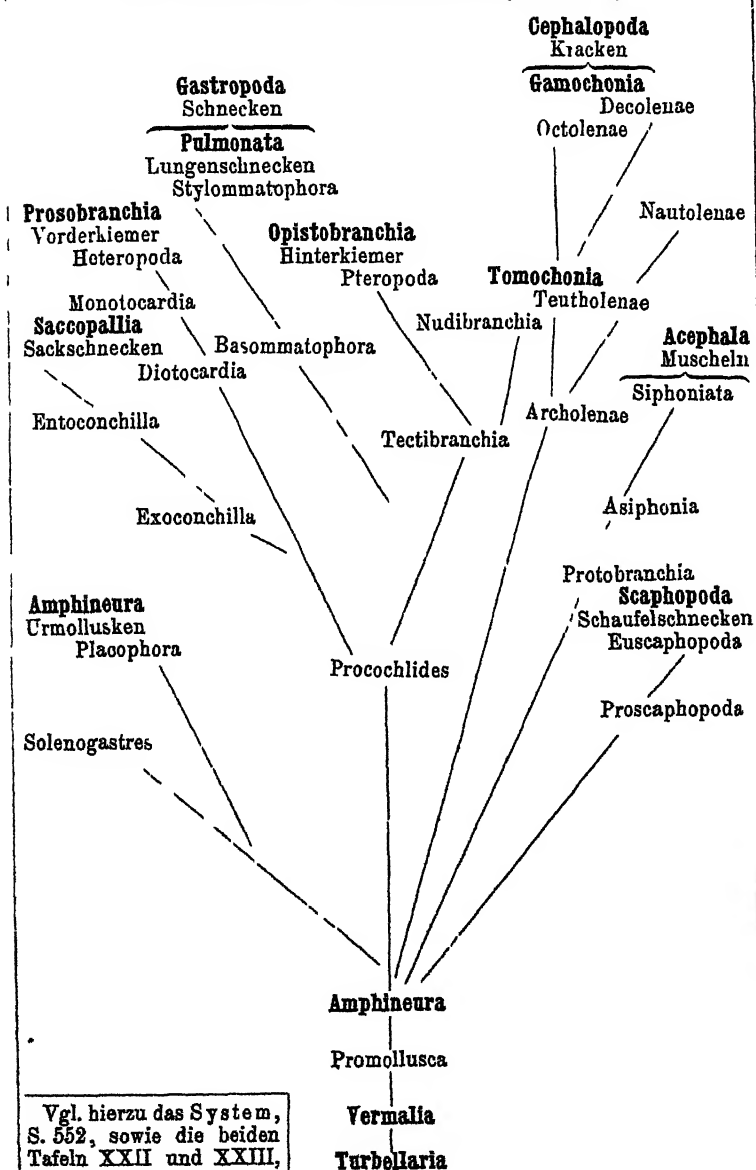 Cephalopoda
Kracken
Gamochonia
Decolenae
Octolenae
Gastropoda
Schnecken
Pulmonata
Lungenschnecken
Stylommatophora
Prosobranchia
Vorderkiemer
Heteropoda
Opistobranchia
Hinterkiemer
Pteropoda
Nautolenae
Tomochonia
Teutholenae
Monotocardia
Saccopallia
Sackschnecken
Nudibranchia
Basommatophora
Diotocardia
Acephala
Muscheln
Siphoniata
Entoconchilla
Tectibranchia
Archolenae
Exoconchilla
Asiphonia
Protobranchia
Amphineura
Urmollusken
Placophora
Scaphopoda
Schaufelschnecken
Euscaphopoda
Procochlides
Proscaphopoda
Solenogastres
Amphineura
Promollusca
Vermalia
Turbellaria
Vgl. hierzu das System,
S. 552, sowie die beiden
Tafeln XXII und XXIII,